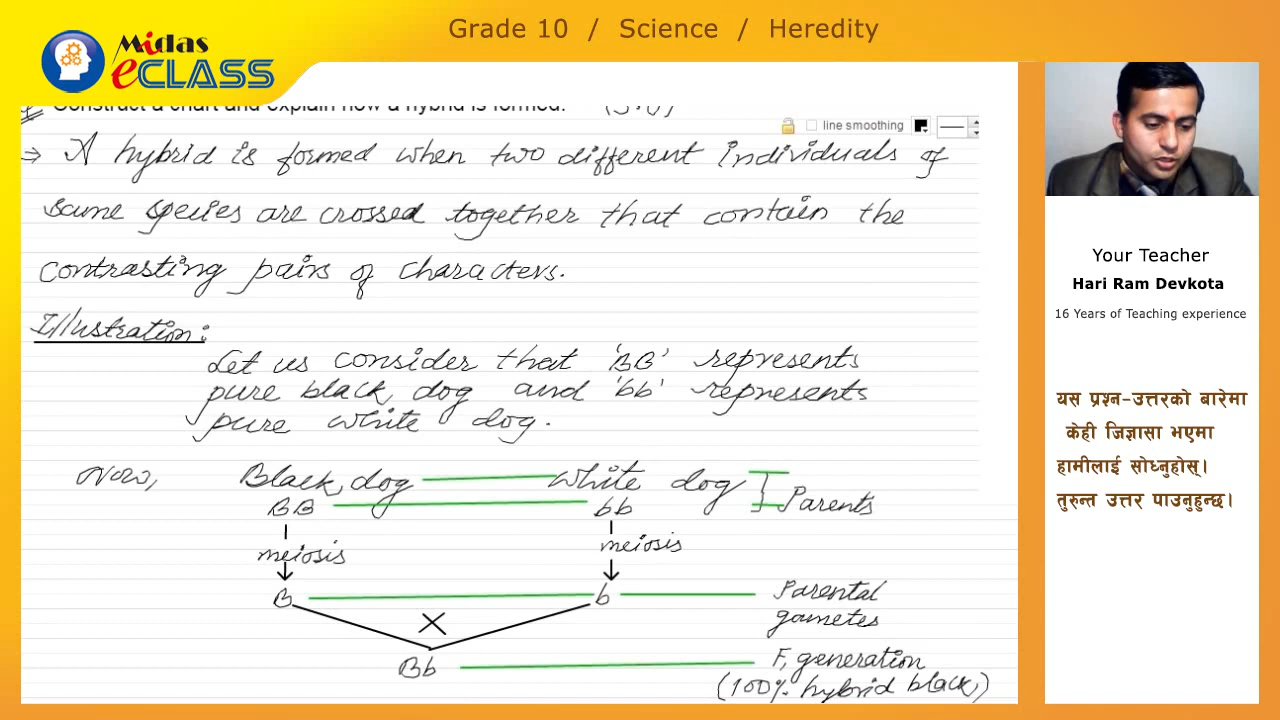 Grade 10 / Science / Heredity
Midas
eCLASS
Construct a chart and explain how a hybrid is formed.
line smoothing
⇒ A hybrid is formed when two different individuals of
same species are crossed together that contain the
contrasting pairs of characters.
Illustration:
Let us consider that 'BB' represents
pure black dog and 'bb' represents
pure white dog.
Now, Black dog White dog
BB bb Parents
meiosis meiosis
B b Parental
gametes
×
Bb F₁ generation
(100% hybrid black)
Your Teacher
Hari Ram Devkota
16 Years of Teaching experience
यस प्रश्न-उत्तरको बारेमा
केही जिज्ञासा भएमा
हामीलाई सोध्नुहोस्।
तुरुन्त उत्तर पाउनुहुन्छ।